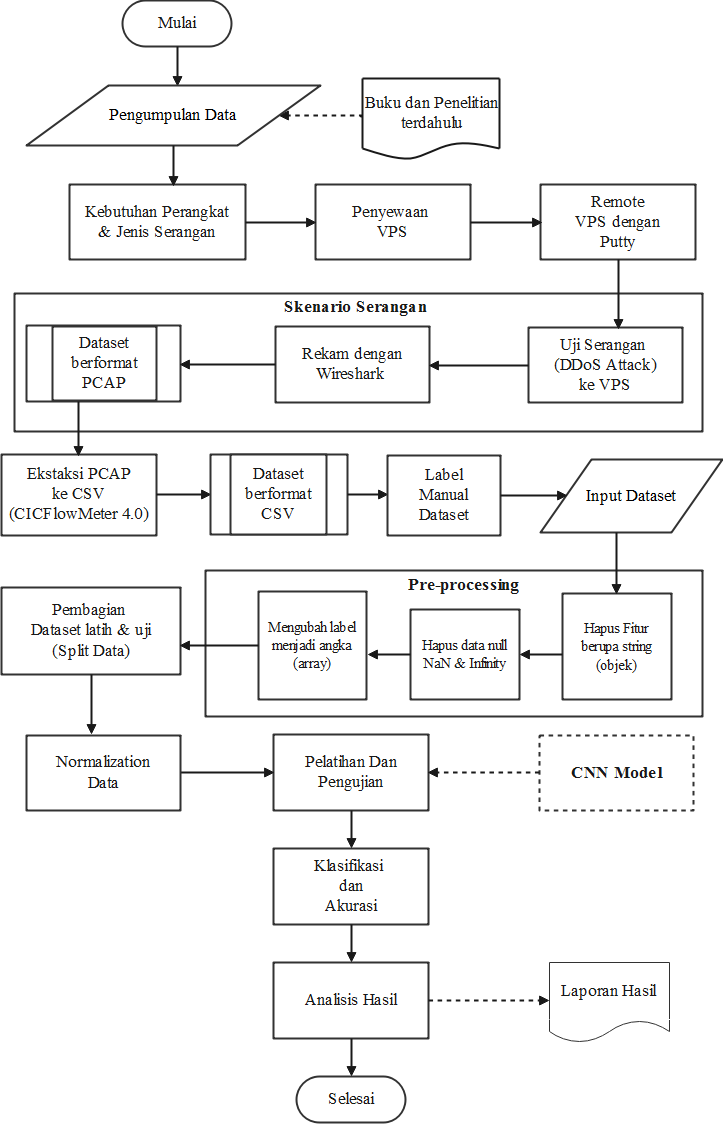 Mulai
Pengumpulan Data
Buku dan Penelitian
terdahulu
Kebutuhan Perangkat
& Jenis Serangan
Penyewaan
VPS
Remote
VPS dengan
Putty
Skenario Serangan
Uji Serangan
(DDoS Attack)
ke VPS
Rekam dengan
Wireshark
Dataset
berformat
PCAP
Ekstaksi PCAP
ke CSV
(CICFlowMeter 4.0)
Dataset
berformat
CSV
Label
Manual
Dataset
Input Dataset
Pre-processing
Hapus Fitur
berupa string
(objek)
Hapus data null
NaN & Infinity
Mengubah label
menjadi angka
(array)
Pembagian
Dataset latih & uji
(Split Data)
Normalization
Data
Pelatihan Dan
Pengujian
CNN Model
Klasifikasi
dan
Akurasi
Analisis Hasil
Laporan Hasil
Selesai